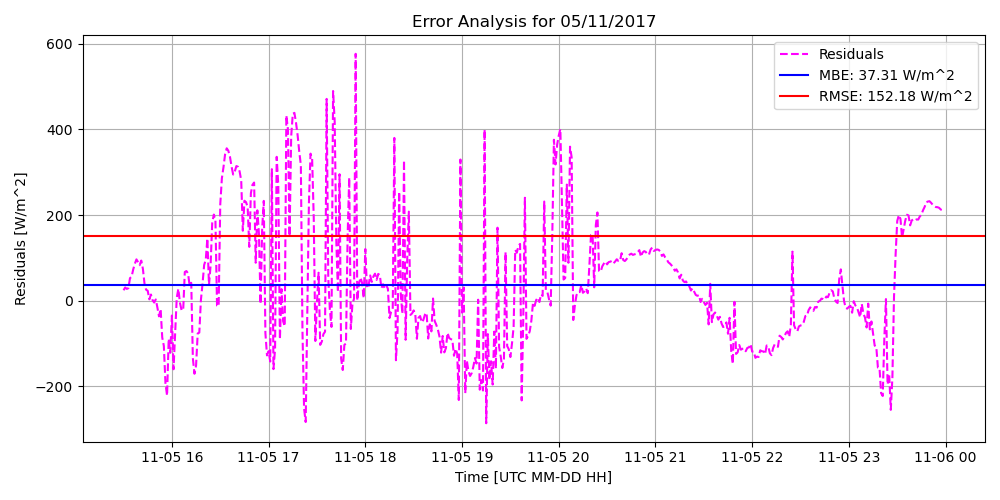 Error Analysis for 05/11/2017
Residuals
MBE: 37.31 W/m^2
RMSE: 152.18 W/m^2
Residuals [W/m^2]
600
400
200
0
−200
11-05 16 11-05 17 11-05 18 11-05 19 11-05 20 11-05 21 11-05 22 11-05 23 11-06 00
Time [UTC MM-DD HH]